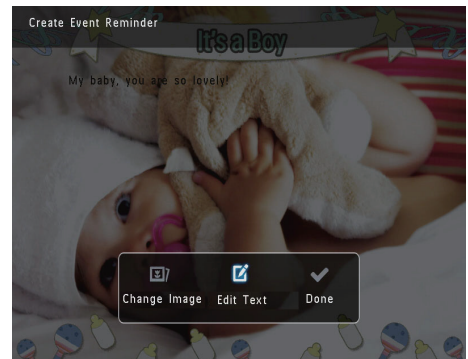 Create Event Reminder
It's a Boy
My baby, you are so lovely!
Change Image
Edit Text
Done